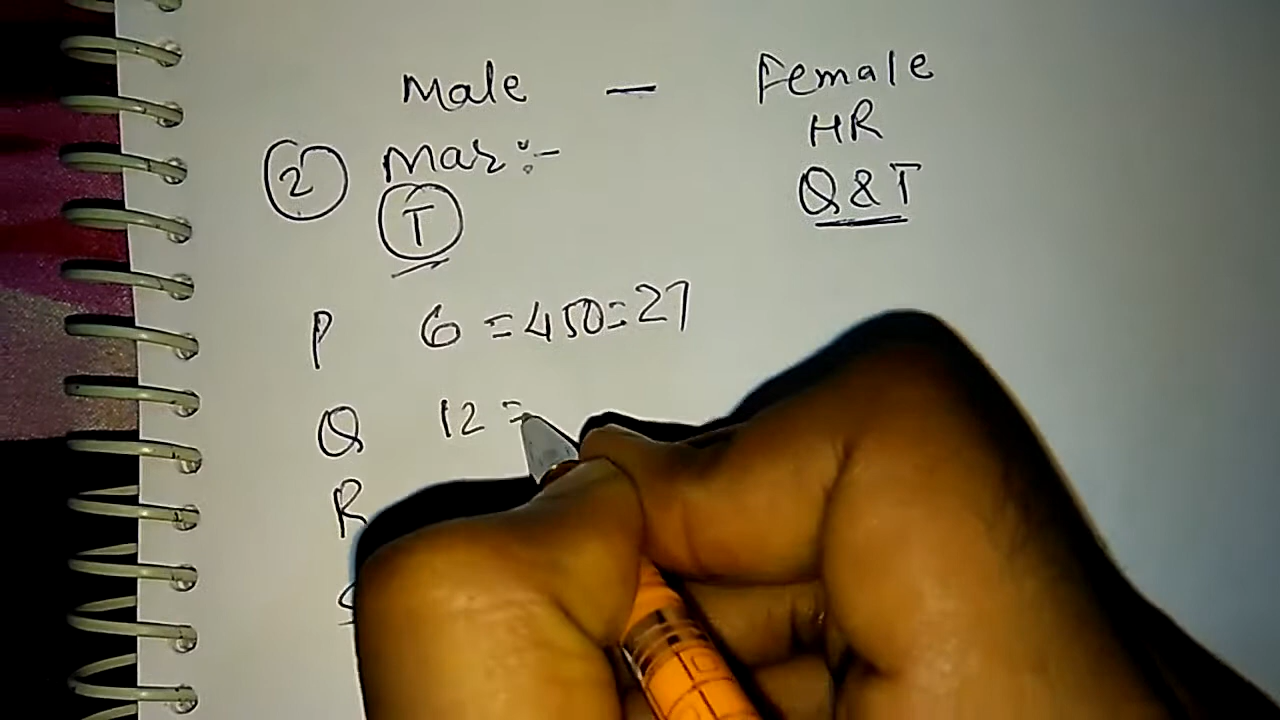 Male — Female
HR
② Mar:-
Q & T
T
P 6 = 450 = 27
Q 12 =
R
S